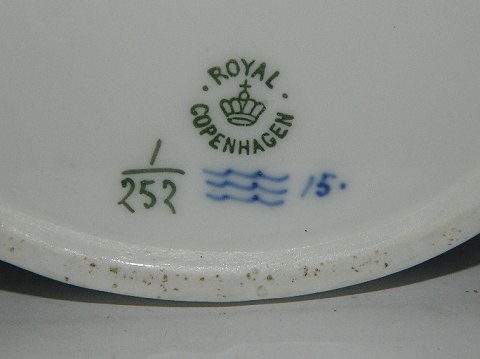 · ROYAL ·
COPENHAGEN
1
252 15.